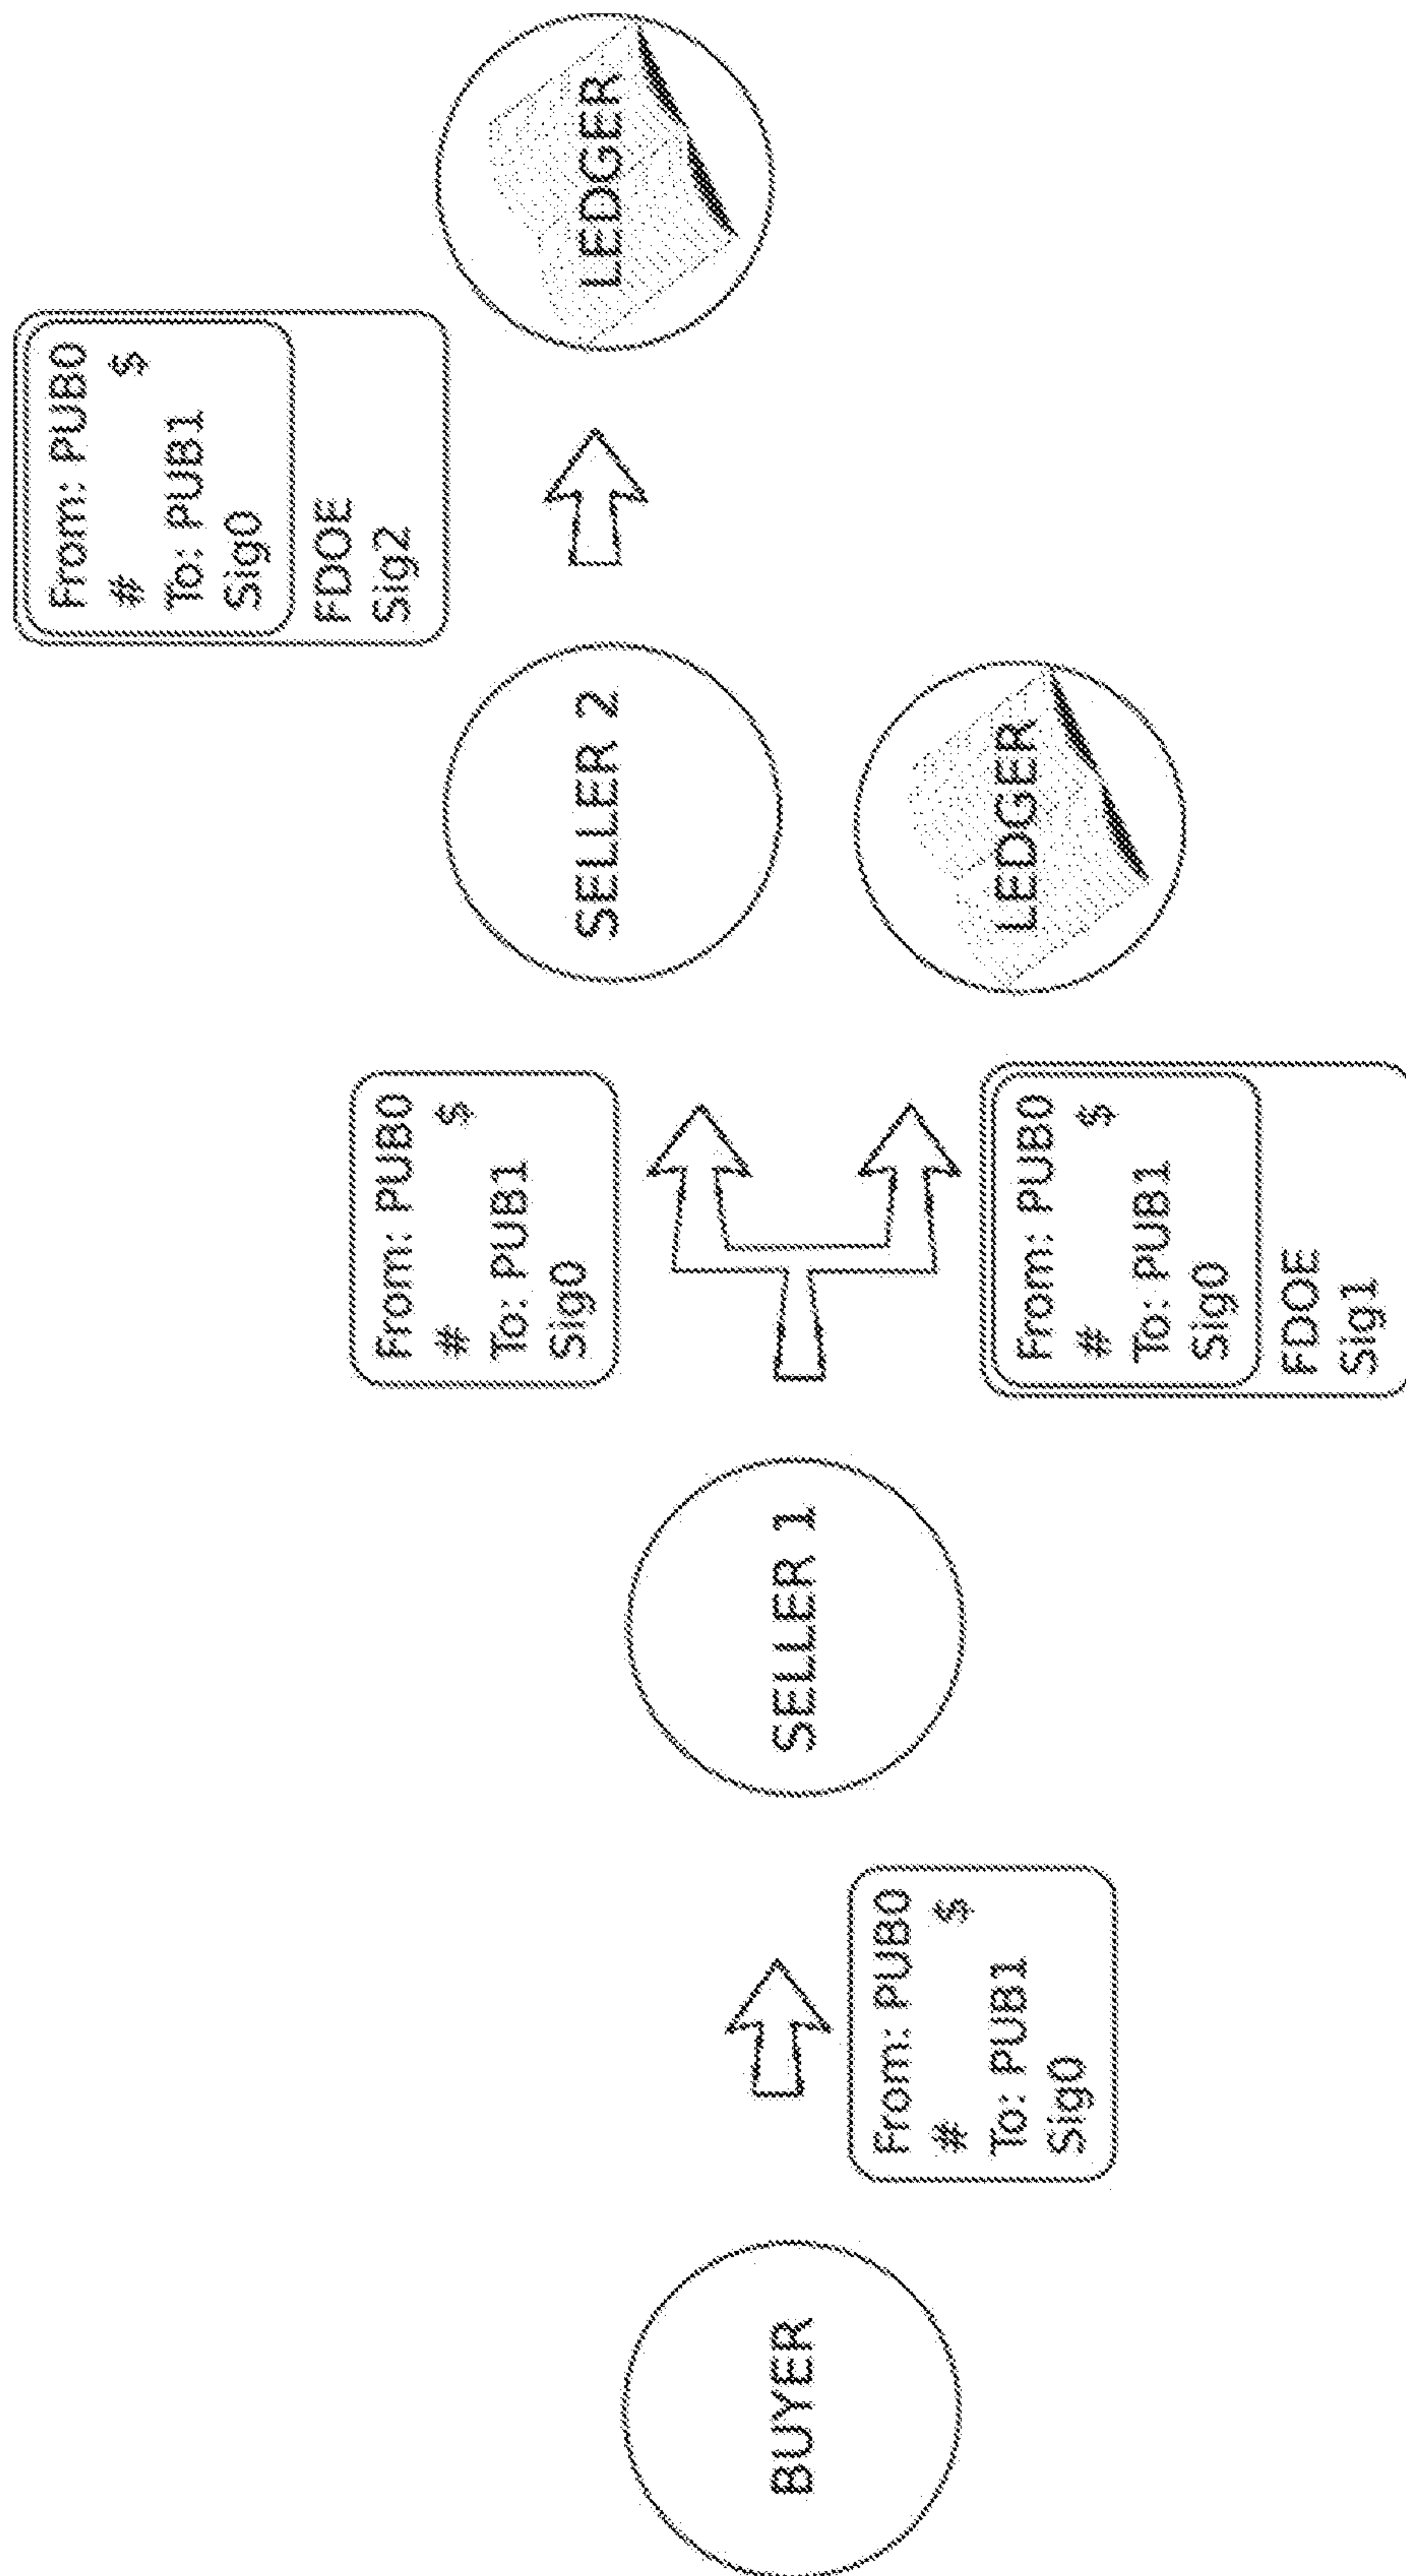 BUYER
From: PUB0
# $
To: PUB1
Sig0
SELLER 1
From: PUB0
# $
To: PUB1
Sig0
From: PUB0
# $
To: PUB1
Sig0
FDOE
Sig1
SELLER 2
LEDGER
From: PUB0
# $
To: PUB1
Sig0
FDOE
Sig2
LEDGER